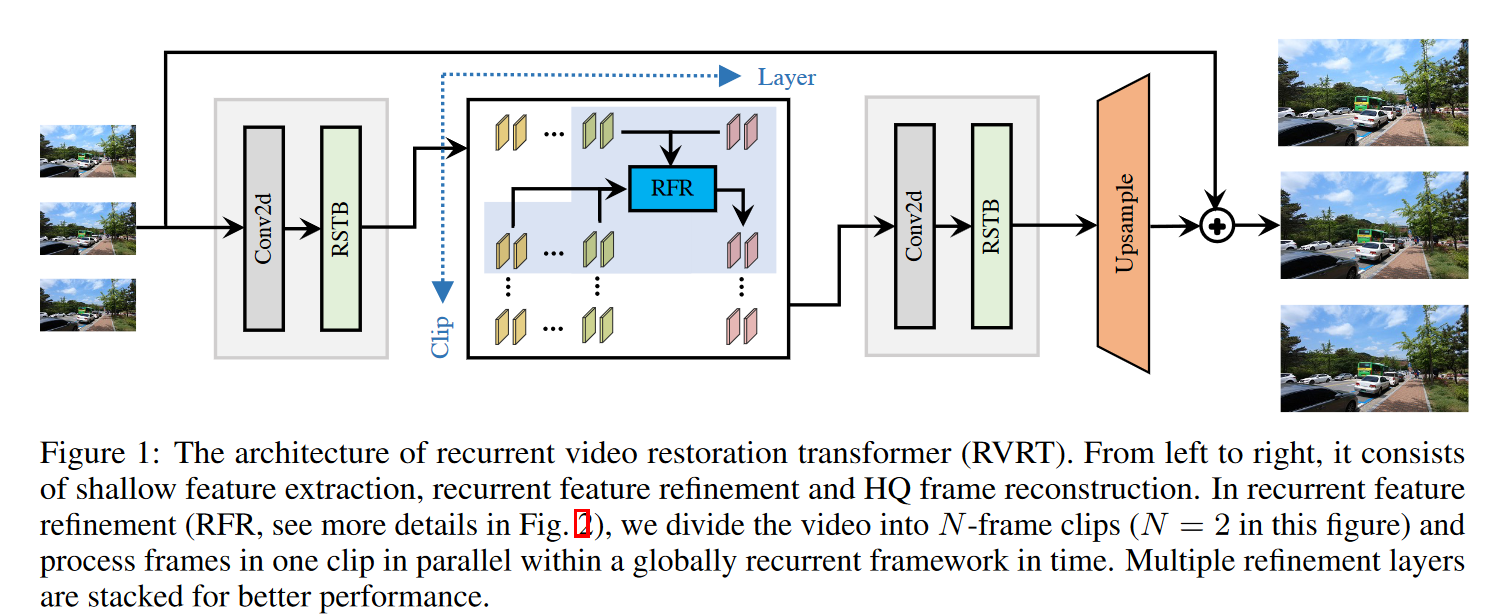 Layer
Conv2d
RSTB
Clip
RFR
Conv2d
RSTB
Upsample
Figure 1: The architecture of recurrent video restoration transformer (RVRT). From left to right, it consists
of shallow feature extraction, recurrent feature refinement and HQ frame reconstruction. In recurrent feature
refinement (RFR, see more details in Fig. 2), we divide the video into N-frame clips (N = 2 in this figure) and
process frames in one clip in parallel within a globally recurrent framework in time. Multiple refinement layers
are stacked for better performance.